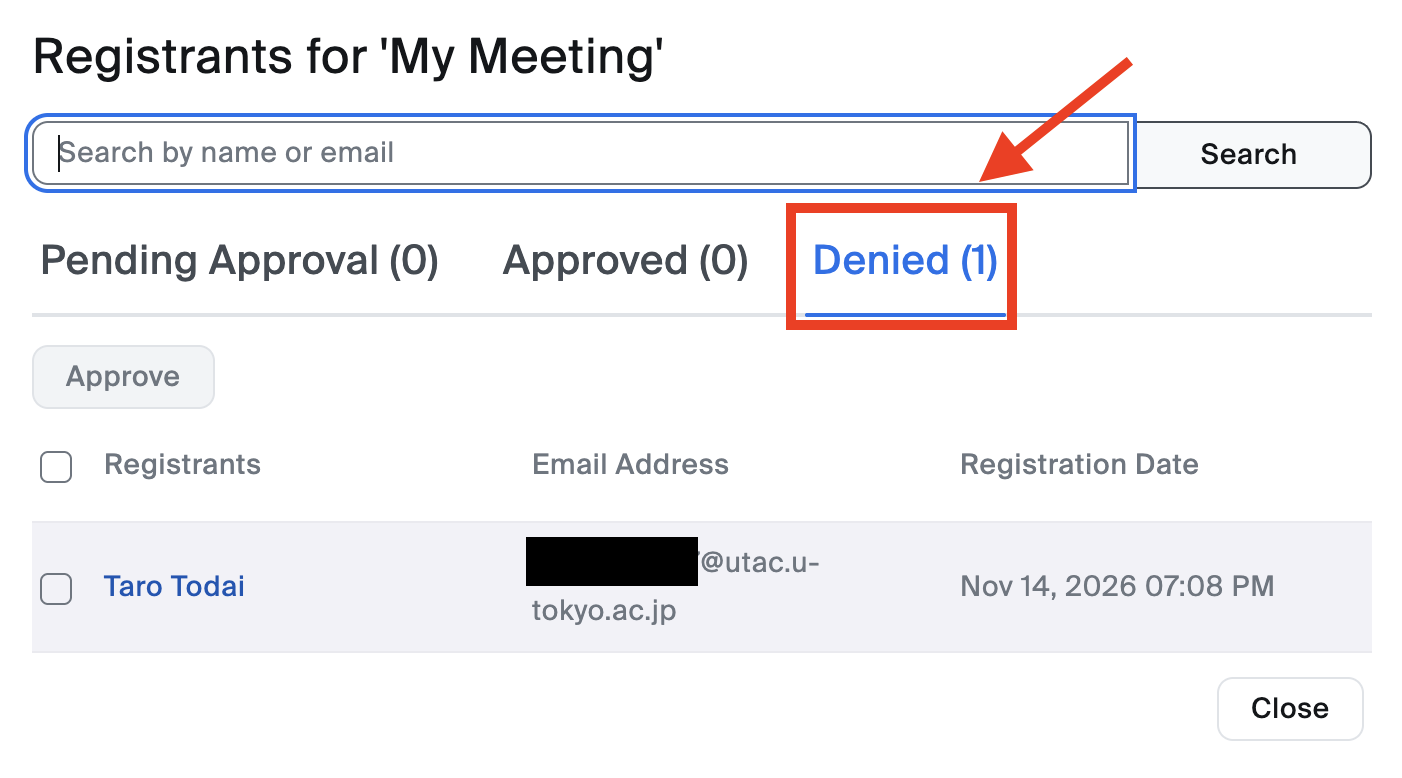 Registrants for 'My Meeting'
Search by name or email
Search
Pending Approval (0) Approved (0) Denied (1)
Approve
Registrants Email Address Registration Date
Taro Todai @utac.u-tokyo.ac.jp Nov 14, 2026 07:08 PM
Close